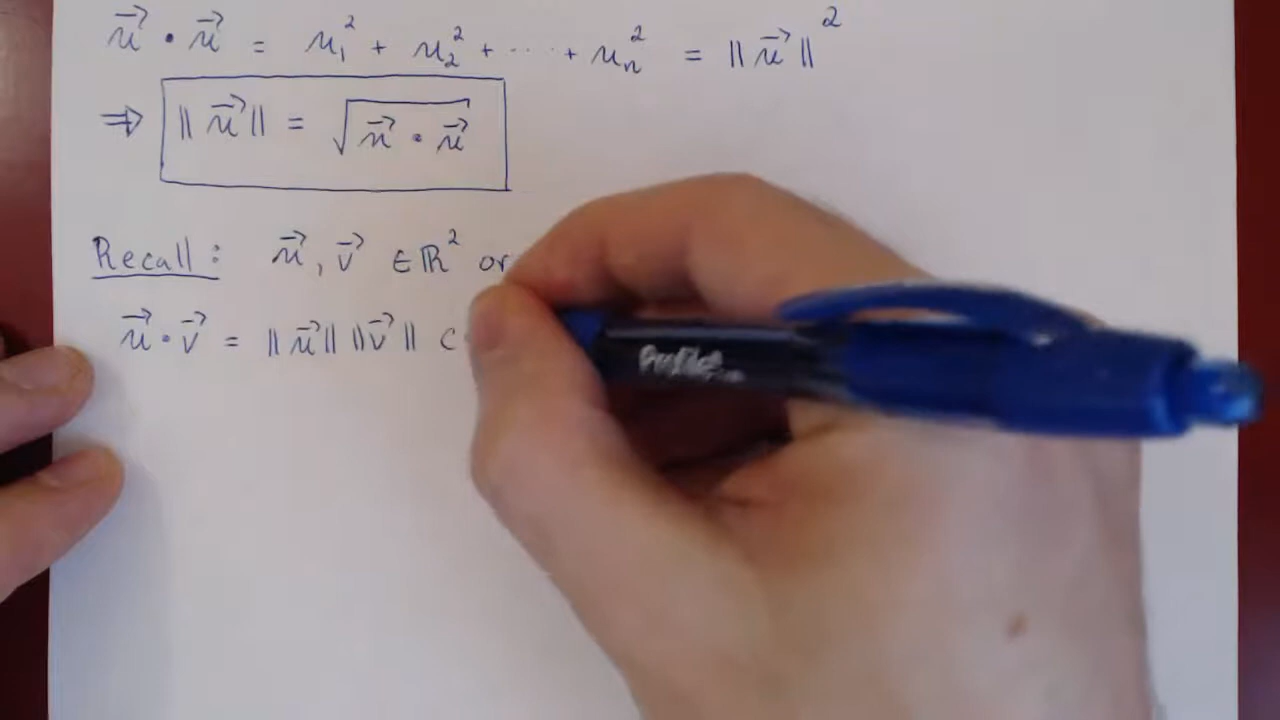 u⃗ · u⃗ = u₁² + u₂² + ··· + uₙ² = ‖u⃗‖²
⇒ ‖u⃗‖ = √(u⃗ · u⃗)
Recall: u⃗, v⃗ ∈ ℝ² or
u⃗ · v⃗ = ‖u⃗‖ ‖v⃗‖ c